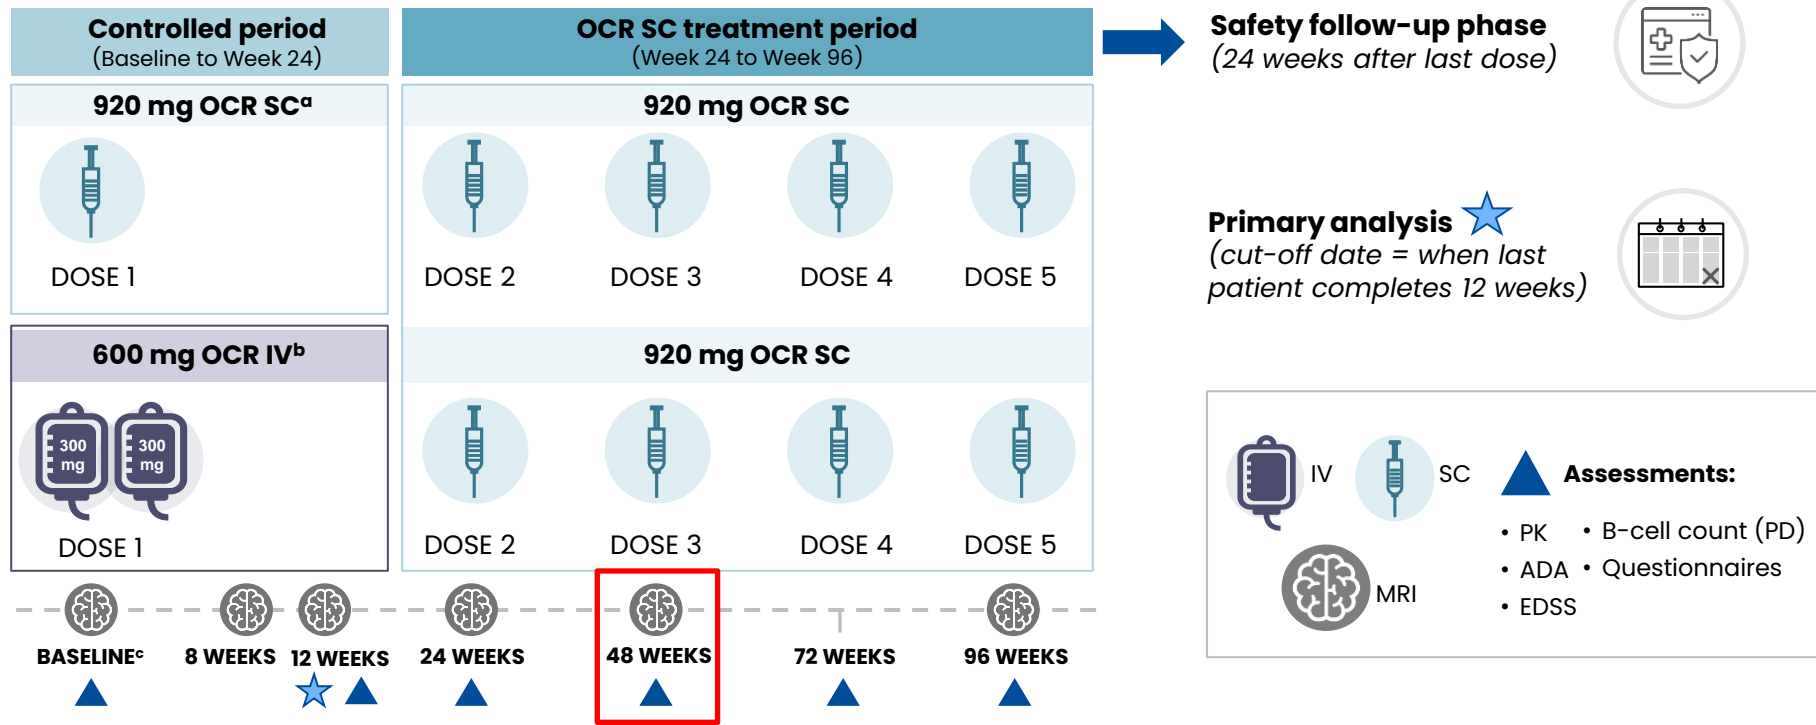 Controlled period
(Baseline to Week 24)
OCR SC treatment period
(Week 24 to Week 96)
Safety follow-up phase
(24 weeks after last dose)
920 mg OCR SCᵃ
920 mg OCR SC
DOSE 1
DOSE 2
DOSE 3
DOSE 4
DOSE 5
Primary analysis
(cut-off date = when last
patient completes 12 weeks)
600 mg OCR IVᵇ
920 mg OCR SC
300
mg
300
mg
DOSE 1
DOSE 2
DOSE 3
DOSE 4
DOSE 5
BASELINEᶜ
8 WEEKS
12 WEEKS
24 WEEKS
48 WEEKS
72 WEEKS
96 WEEKS
IV
SC
MRI
Assessments:
• PK
• ADA
• EDSS
• B-cell count (PD)
• Questionnaires